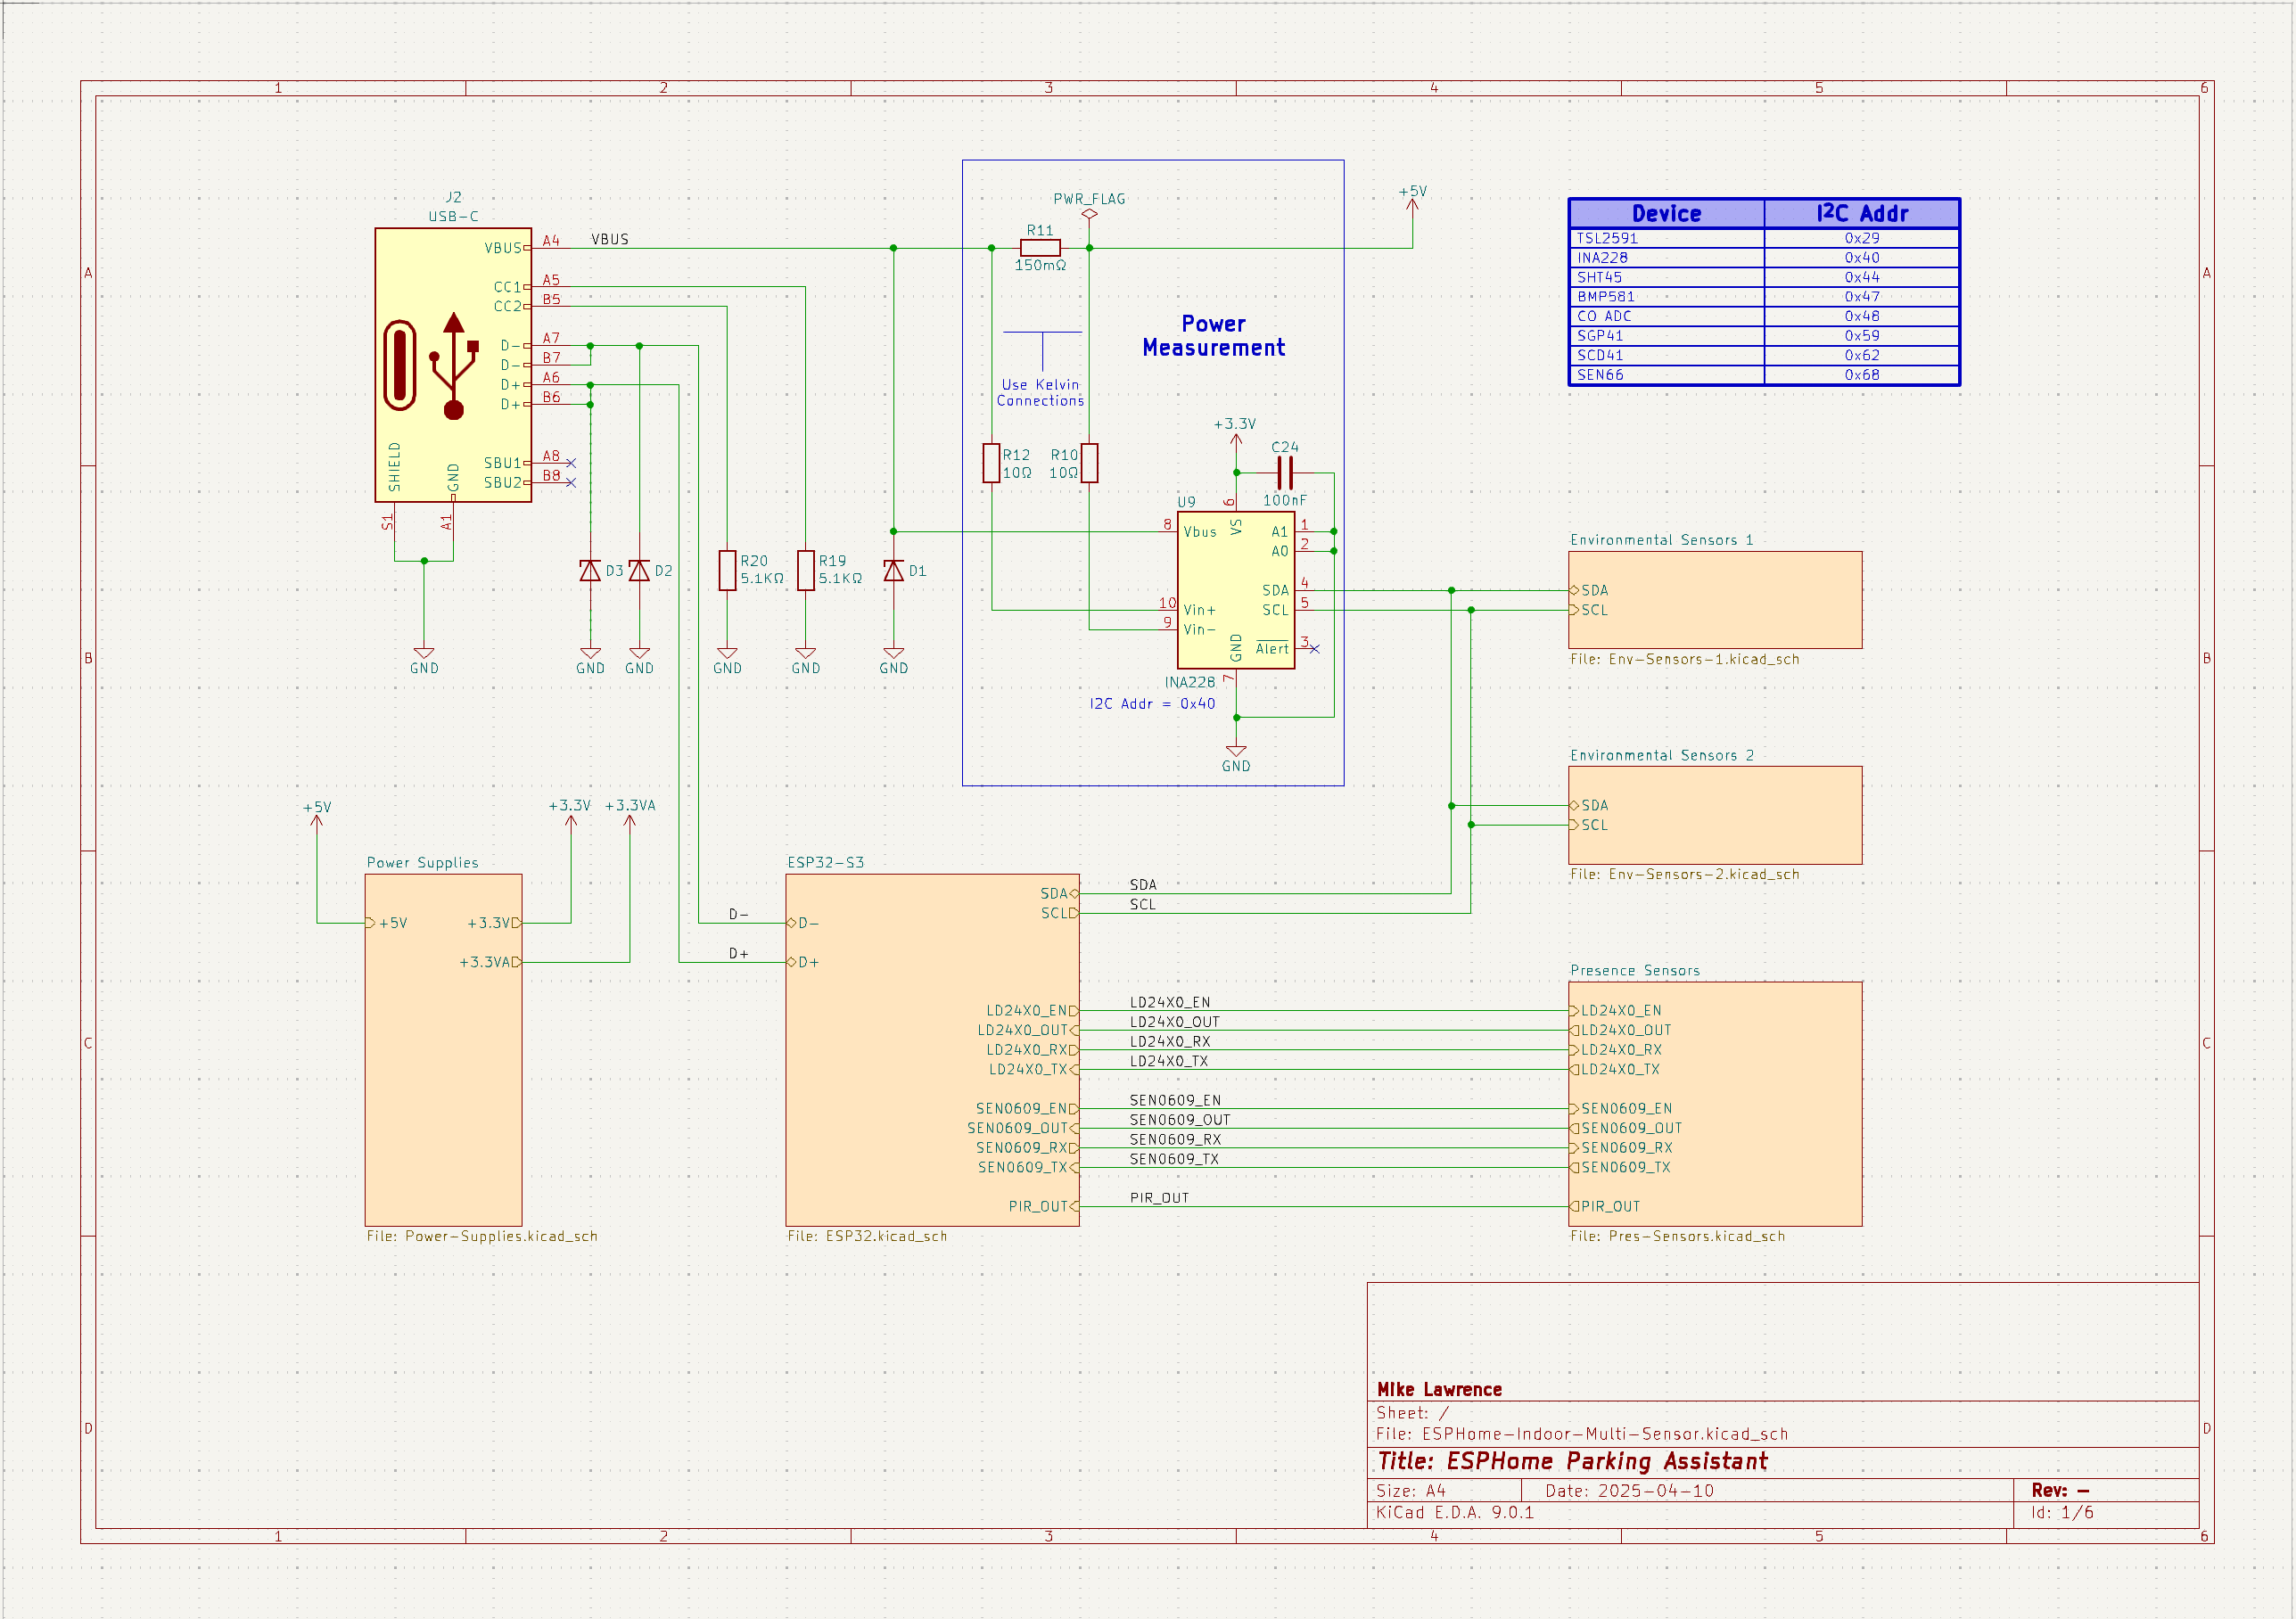 1 2 3 4 5 6
A
B
C
D
A
B
C
D
1 2 3 4 5 6
J2
USB-C
VBUS A4
CC1 A5
CC2 B5
D- A7
D- B7
D+ A6
D+ B6
SBU1 A8
SBU2 B8
SHIELD
GND
S1
A1
GND
VBUS
D3
GND
D2
GND
R20
5.1KΩ
GND
R19
5.1KΩ
GND
D1
GND
PWR_FLAG
R11
150mΩ
+5V
Power
Measurement
Use Kelvin
Connections
R12
10Ω
R10
10Ω
+3.3V
C24
100nF
U9
6
VS
8 Vbus
10 Vin+
9 Vin-
A1 1
A0 2
SDA 4
SCL 5
Alert 3
GND
7
INA228
I2C Addr = 0x40
GND
Device I²C Addr
TSL2591 0x29
INA228 0x40
SHT45 0x44
BMP581 0x47
CO ADC 0x48
SGP41 0x59
SCD41 0x62
SEN66 0x68
Environmental Sensors 1
SDA
SCL
File: Env-Sensors-1.kicad_sch
Environmental Sensors 2
SDA
SCL
File: Env-Sensors-2.kicad_sch
+5V
+3.3V
+3.3VA
Power Supplies
+5V
+3.3V
+3.3VA
File: Power-Supplies.kicad_sch
ESP32-S3
D-
D+
D-
D+
SDA
SCL
LD24X0_EN
LD24X0_OUT
LD24X0_RX
LD24X0_TX
SEN0609_EN
SEN0609_OUT
SEN0609_RX
SEN0609_TX
PIR_OUT
File: ESP32.kicad_sch
SDA
SCL
LD24X0_EN
LD24X0_OUT
LD24X0_RX
LD24X0_TX
SEN0609_EN
SEN0609_OUT
SEN0609_RX
SEN0609_TX
PIR_OUT
Presence Sensors
LD24X0_EN
LD24X0_OUT
LD24X0_RX
LD24X0_TX
SEN0609_EN
SEN0609_OUT
SEN0609_RX
SEN0609_TX
PIR_OUT
File: Pres-Sensors.kicad_sch
Mike Lawrence
Sheet: /
File: ESPHome-Indoor-Multi-Sensor.kicad_sch
Title: ESPHome Parking Assistant
Size: A4 Date: 2025-04-10 Rev: -
KiCad E.D.A. 9.0.1 Id: 1/6